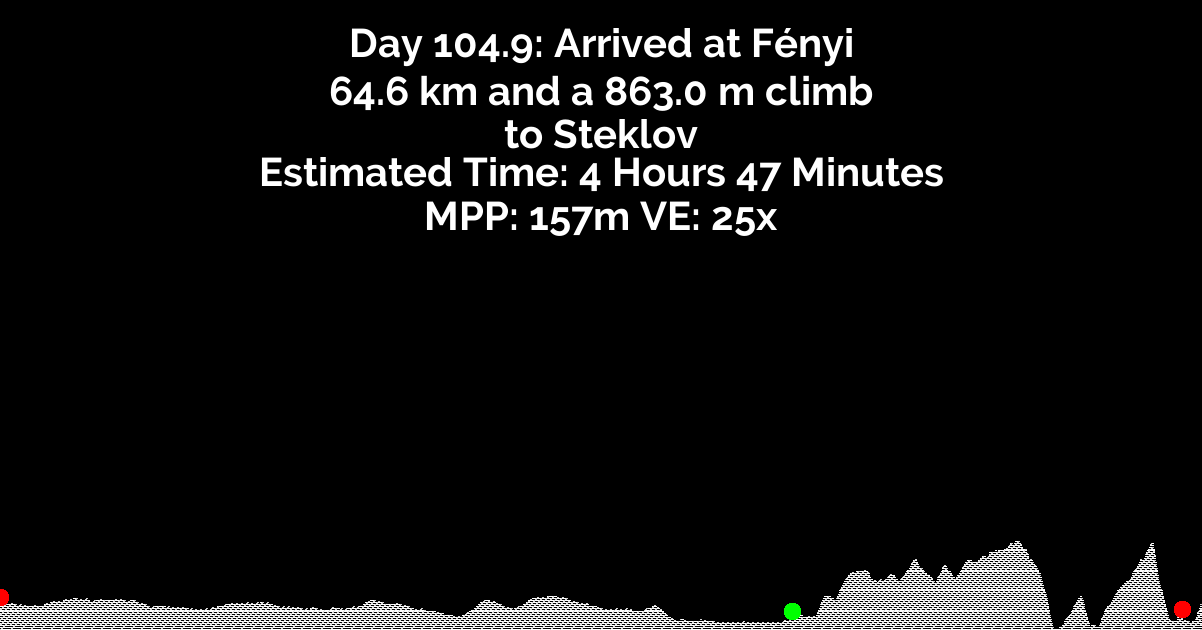 Day 104.9: Arrived at Fényi
64.6 km and a 863.0 m climb
to Steklov
Estimated Time: 4 Hours 47 Minutes
MPP: 157m VE: 25x